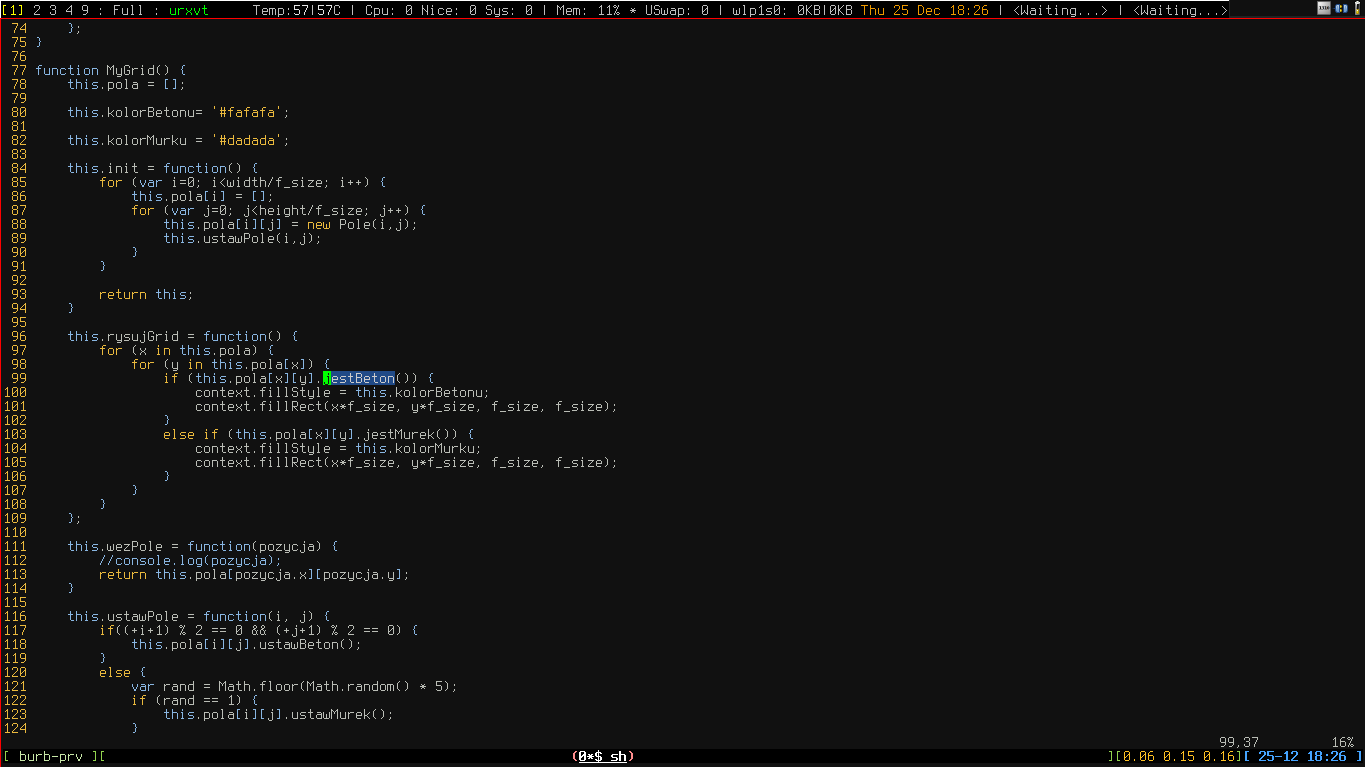 [1] 2 3 4 9 : Full : urxvt Temp:57|57C | Cpu: 0 Nice: 0 Sys: 0 | Mem: 11% * USwap: 0 | wlp1s0: 0KB|0KB Thu 25 Dec 18:26 | <Waiting...> | <Waiting...>
74     };
75 }
76
77 function MyGrid() {
78     this.pola = [];
79
80     this.kolorBetonu= '#fafafa';
81
82     this.kolorMurku = '#dadada';
83
84     this.init = function() {
85         for (var i=0; i<width/f_size; i++) {
86             this.pola[i] = [];
87             for (var j=0; j<height/f_size; j++) {
88                 this.pola[i][j] = new Pole(i,j);
89                 this.ustawPole(i,j);
90             }
91         }
92
93         return this;
94     }
95
96     this.rysujGrid = function() {
97         for (x in this.pola) {
98             for (y in this.pola[x]) {
99                 if (this.pola[x][y].jestBeton()) {
100                     context.fillStyle = this.kolorBetonu;
101                     context.fillRect(x*f_size, y*f_size, f_size, f_size);
102                 }
103                 else if (this.pola[x][y].jestMurek()) {
104                     context.fillStyle = this.kolorMurku;
105                     context.fillRect(x*f_size, y*f_size, f_size, f_size);
106                 }
107             }
108         }
109     };
110
111     this.wezPole = function(pozycja) {
112         //console.log(pozycja);
113         return this.pola[pozycja.x][pozycja.y];
114     }
115
116     this.ustawPole = function(i, j) {
117         if((+i+1) % 2 == 0 && (+j+1) % 2 == 0) {
118             this.pola[i][j].ustawBeton();
119         }
120         else {
121             var rand = Math.floor(Math.random() * 5);
122             if (rand == 1) {
123                 this.pola[i][j].ustawMurek();
124             }
99,37 16%
[ burb-prv ][ (0*$ sh) ][0.06 0.15 0.16][ 25-12 18:26 ]